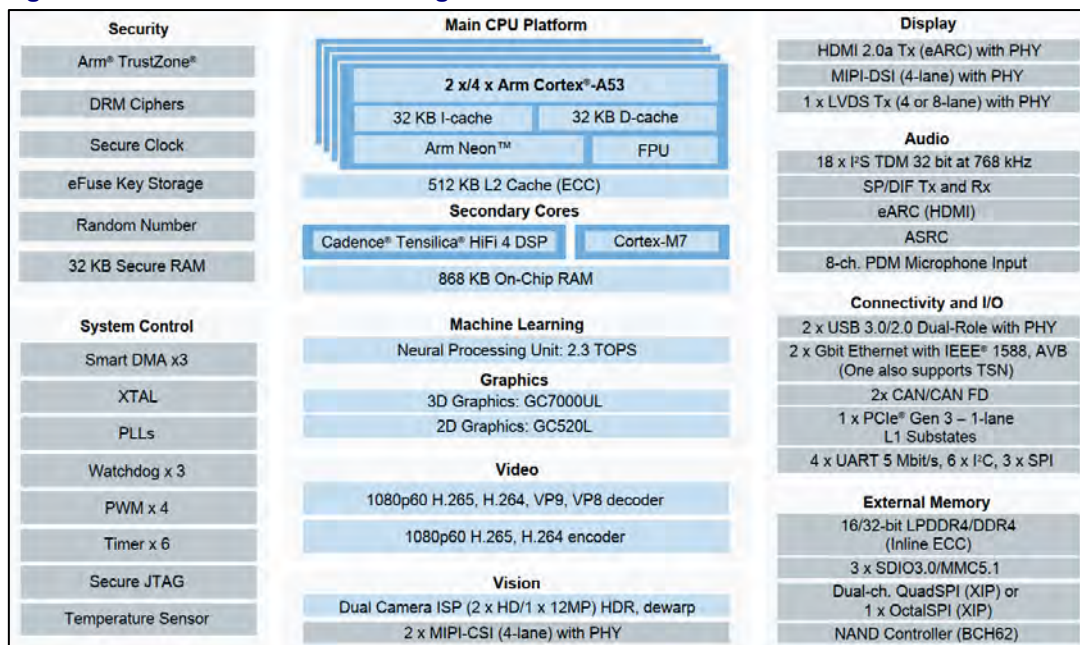 Security
Arm® TrustZone®
DRM Ciphers
Secure Clock
eFuse Key Storage
Random Number
32 KB Secure RAM
System Control
Smart DMA x3
XTAL
PLLs
Watchdog x 3
PWM x 4
Timer x 6
Secure JTAG
Temperature Sensor
Main CPU Platform
2 x/4 x Arm Cortex®-A53
32 KB I-cache
32 KB D-cache
Arm Neon™
FPU
512 KB L2 Cache (ECC)
Secondary Cores
Cadence® Tensilica® HiFi 4 DSP
Cortex-M7
868 KB On-Chip RAM
Machine Learning
Neural Processing Unit: 2.3 TOPS
Graphics
3D Graphics: GC7000UL
2D Graphics: GC520L
Video
1080p60 H.265, H.264, VP9, VP8 decoder
1080p60 H.265, H.264 encoder
Vision
Dual Camera ISP (2 x HD/1 x 12MP) HDR, dewarp
2 x MIPI-CSI (4-lane) with PHY
Display
HDMI 2.0a Tx (eARC) with PHY
MIPI-DSI (4-lane) with PHY
1 x LVDS Tx (4 or 8-lane) with PHY
Audio
18 x I²S TDM 32 bit at 768 kHz
SP/DIF Tx and Rx
eARC (HDMI)
ASRC
8-ch. PDM Microphone Input
Connectivity and I/O
2 x USB 3.0/2.0 Dual-Role with PHY
2 x Gbit Ethernet with IEEE® 1588, AVB
(One also supports TSN)
2x CAN/CAN FD
1 x PCIe® Gen 3 – 1-lane
L1 Substates
4 x UART 5 Mbit/s, 6 x I²C, 3 x SPI
External Memory
16/32-bit LPDDR4/DDR4
(Inline ECC)
3 x SDIO3.0/MMC5.1
Dual-ch. QuadSPI (XIP) or
1 x OctalSPI (XIP)
NAND Controller (BCH62)